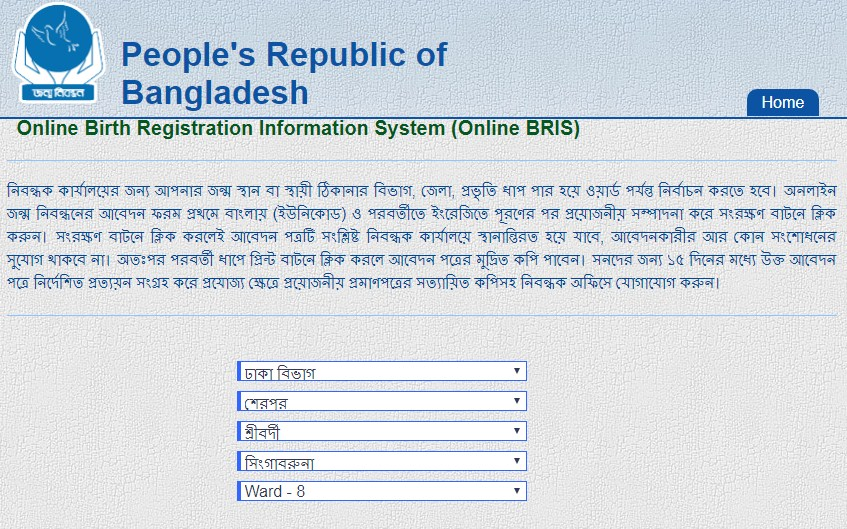 জন্ম নিবন্ধন
People's Republic of
Bangladesh
Home
Online Birth Registration Information System (Online BRIS)
নিবন্ধক কার্যালয়ের জন্য আপনার জন্ম স্থান বা স্থায়ী ঠিকানার বিভাগ, জেলা, প্রভৃতি ধাপ পার হয়ে ওয়ার্ড পর্যন্ত নির্বাচন করতে হবে। অনলাইন
জন্ম নিবন্ধনের আবেদন ফরম প্রথমে বাংলায় (ইউনিকোড) ও পরবর্তীতে ইংরেজিতে পূরণের পর প্রয়োজনীয় সম্পাদনা করে সংরক্ষণ বাটনে ক্লিক
করুন। সংরক্ষণ বাটনে ক্লিক করলেই আবেদন পত্রটি সংশ্লিষ্ট নিবন্ধক কার্যালয়ে স্থানান্তিরত হয়ে যাবে, আবেদনকারীর আর কোন সংশোধনের
সুযোগ থাকবে না। অতঃপর পরবর্তী ধাপে প্রিন্ট বাটনে ক্লিক করলে আবেদন পত্রের মুদ্রিত কপি পাবেন। সনদের জন্য ১৫ দিনের মধ্যে উক্ত আবেদন
পত্রে নির্দেশিত প্রত্যয়ন সংগ্রহ করে প্রযোজ্য ক্ষেত্রে প্রয়োজনীয় প্রমাণপত্রের সত্যায়িত কপিসহ নিবন্ধক অফিসে যোগাযোগ করুন।
ঢাকা বিভাগ
শেরপুর
শ্রীবর্দী
সিংগাবরুনা
Ward - 8